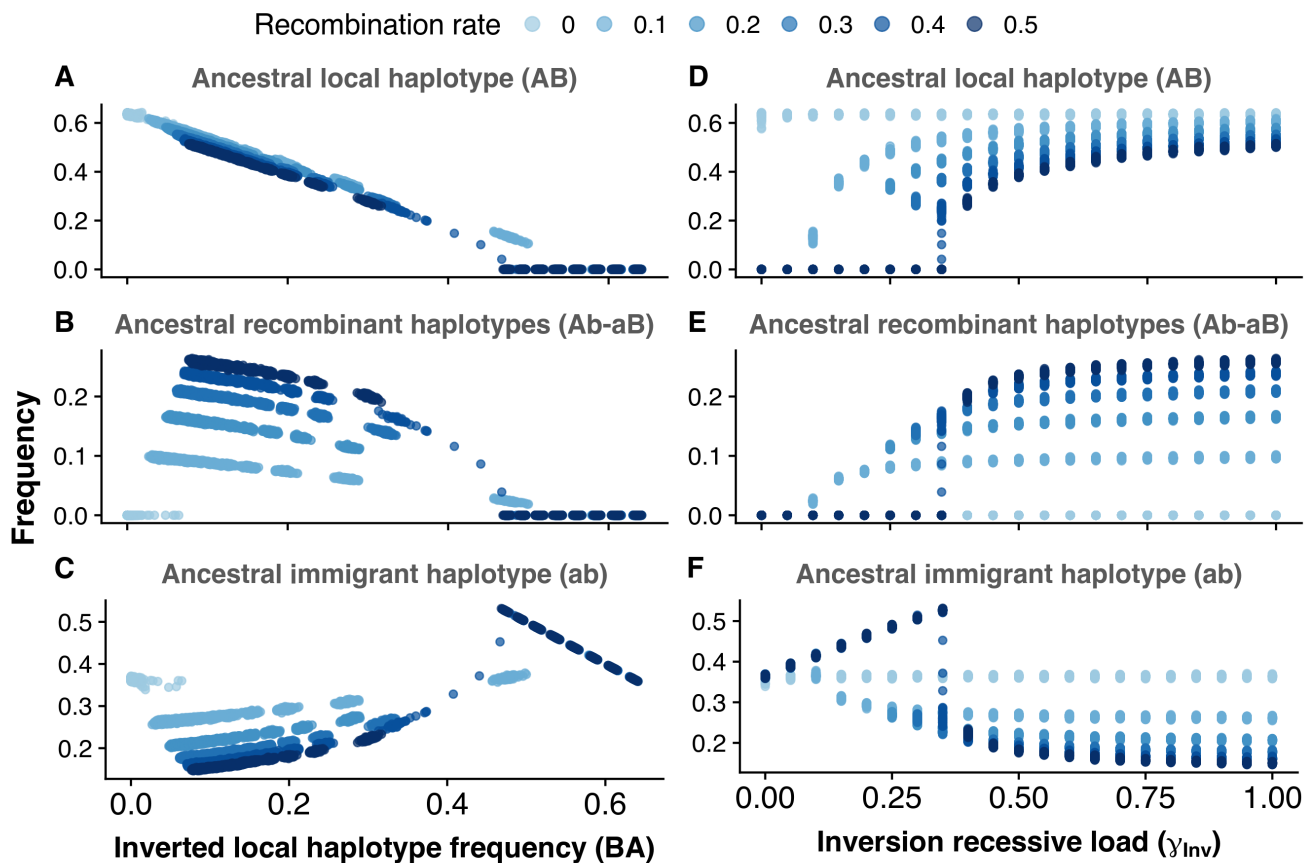 Recombination rate 0 0.1 0.2 0.3 0.4 0.5
A Ancestral local haplotype (AB)
0.6
0.4
0.2
0.0
B Ancestral recombinant haplotypes (Ab-aB)
0.2
0.1
0.0
C Ancestral immigrant haplotype (ab)
0.5
0.4
0.3
0.2
0.0 0.2 0.4 0.6
Inverted local haplotype frequency (BA)
Frequency
D Ancestral local haplotype (AB)
0.6
0.4
0.2
0.0
E Ancestral recombinant haplotypes (Ab-aB)
0.2
0.1
0.0
F Ancestral immigrant haplotype (ab)
0.5
0.4
0.3
0.2
0.00 0.25 0.50 0.75 1.00
Inversion recessive load (γInv)